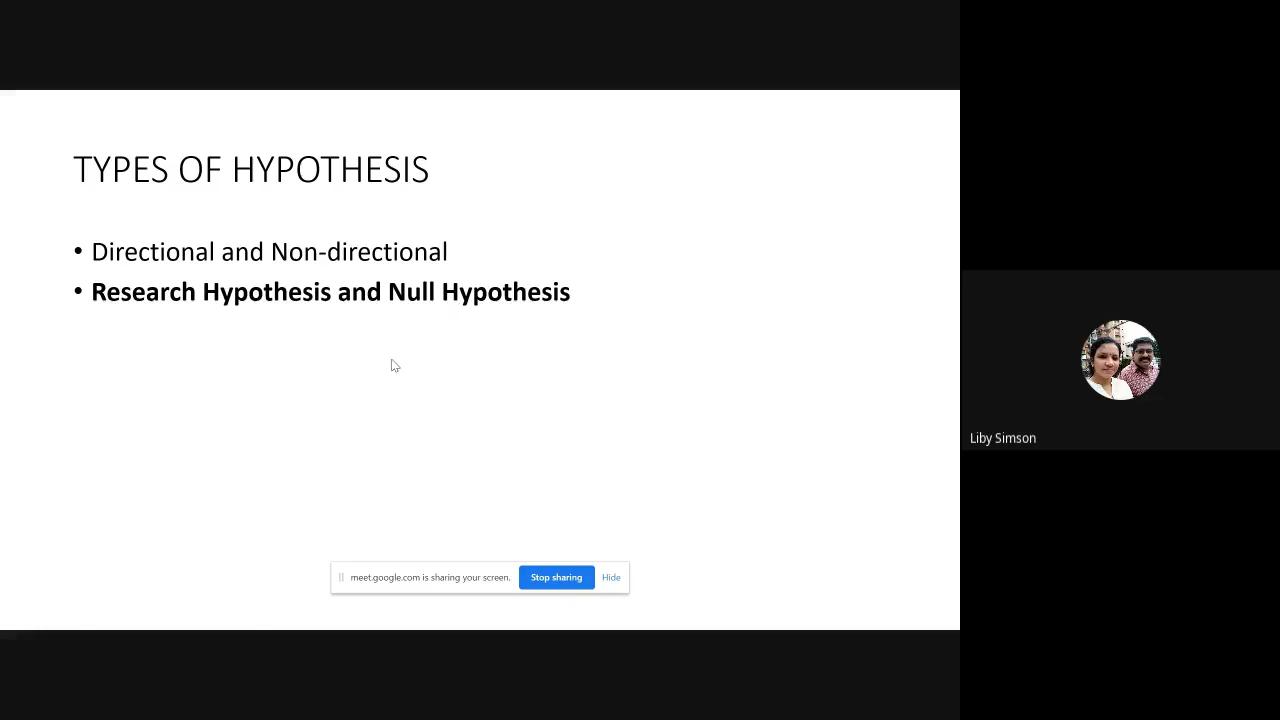 TYPES OF HYPOTHESIS
• Directional and Non-directional
• Research Hypothesis and Null Hypothesis
Liby Simson
meet.google.com is sharing your screen. Stop sharing Hide